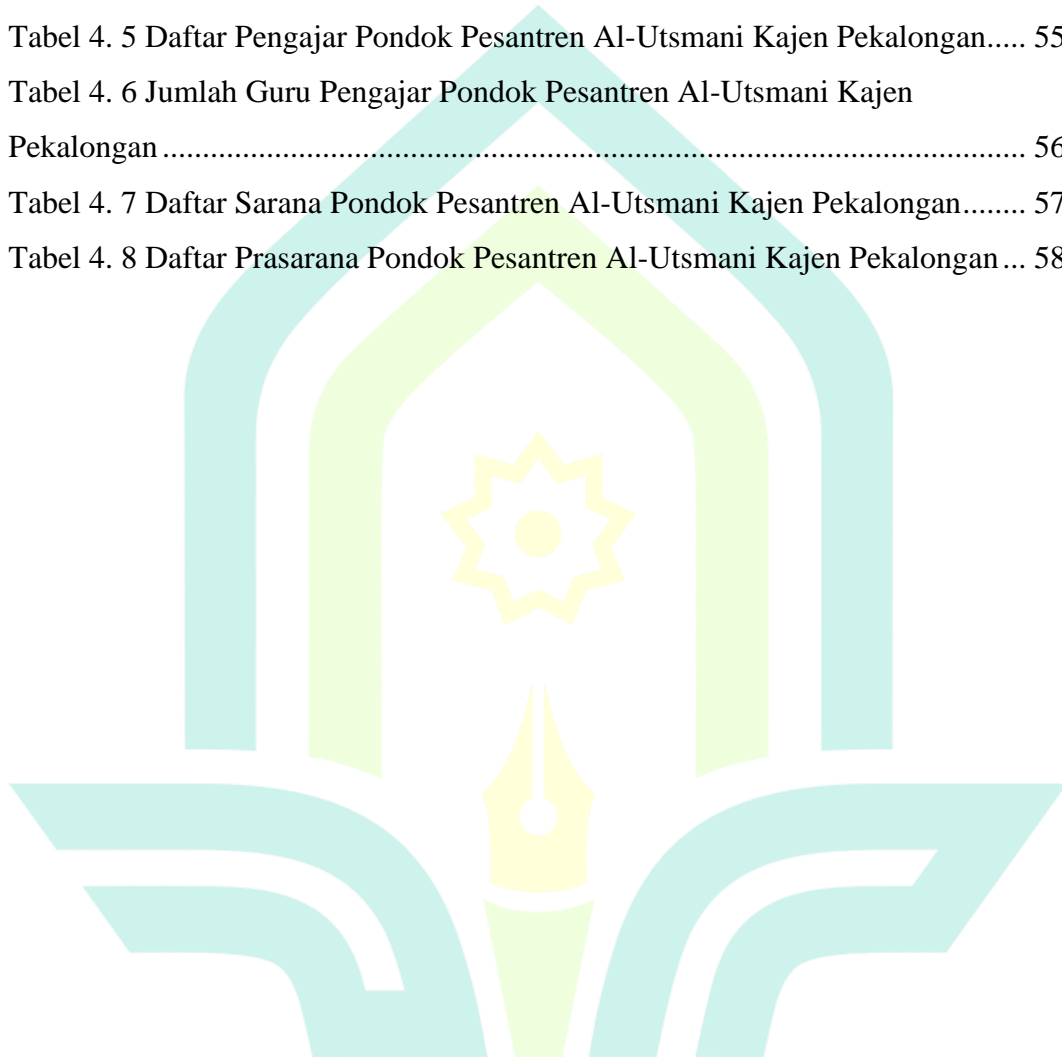 Tabel 4. 5 Daftar Pengajar Pondok Pesantren Al-Utsmani Kajen Pekalongan..... 55
Tabel 4. 6 Jumlah Guru Pengajar Pondok Pesantren Al-Utsmani Kajen
Pekalongan............................................................................................................ 56
Tabel 4. 7 Daftar Sarana Pondok Pesantren Al-Utsmani Kajen Pekalongan........ 57
Tabel 4. 8 Daftar Prasarana Pondok Pesantren Al-Utsmani Kajen Pekalongan... 58